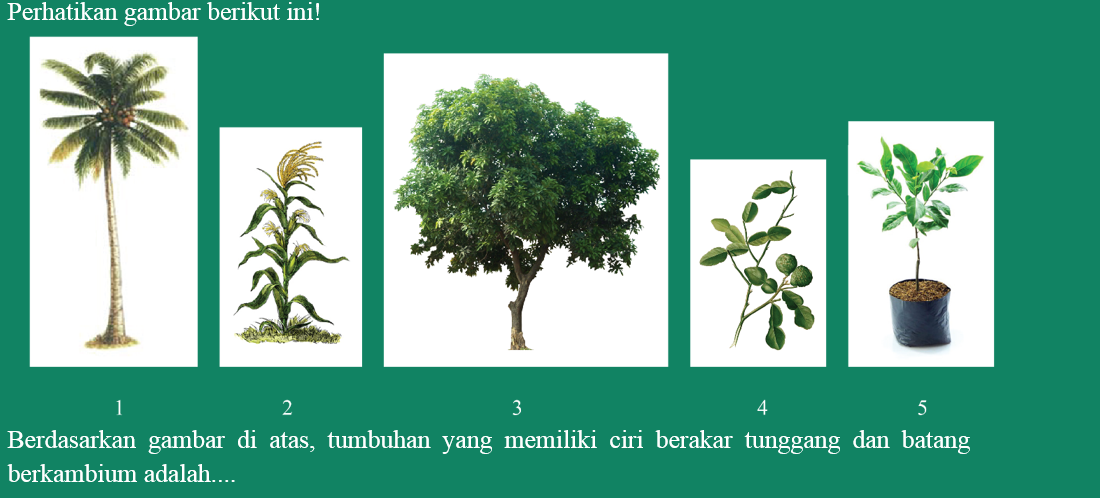 Perhatikan gambar berikut ini!
1 2 3 4 5
Berdasarkan gambar di atas, tumbuhan yang memiliki ciri berakar tunggang dan batang
berkambium adalah....